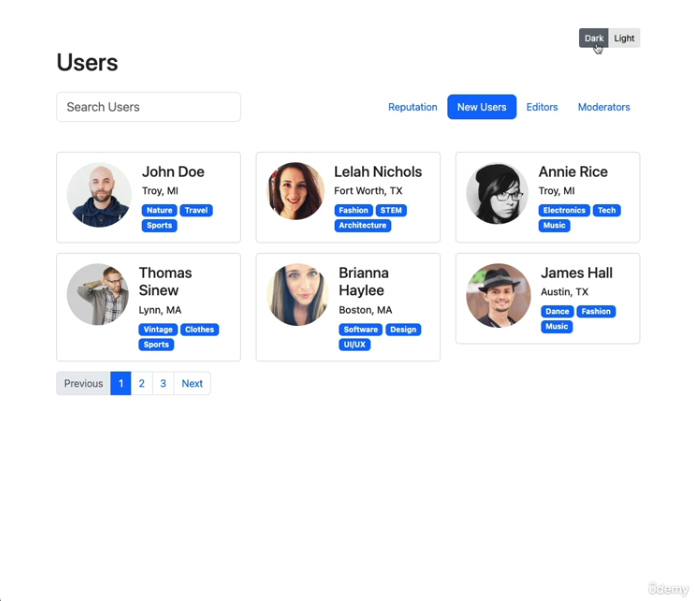 Dark Light
Users
Search Users
Reputation New Users Editors Moderators
John Doe
Troy, MI
Nature Travel
Sports
Lelah Nichols
Fort Worth, TX
Fashion STEM
Architecture
Annie Rice
Troy, MI
Electronics Tech
Music
Thomas
Sinew
Lynn, MA
Vintage Clothes
Sports
Brianna
Haylee
Boston, MA
Software Design
UI/UX
James Hall
Austin, TX
Dance Fashion
Music
Previous 1 2 3 Next
ûdemy